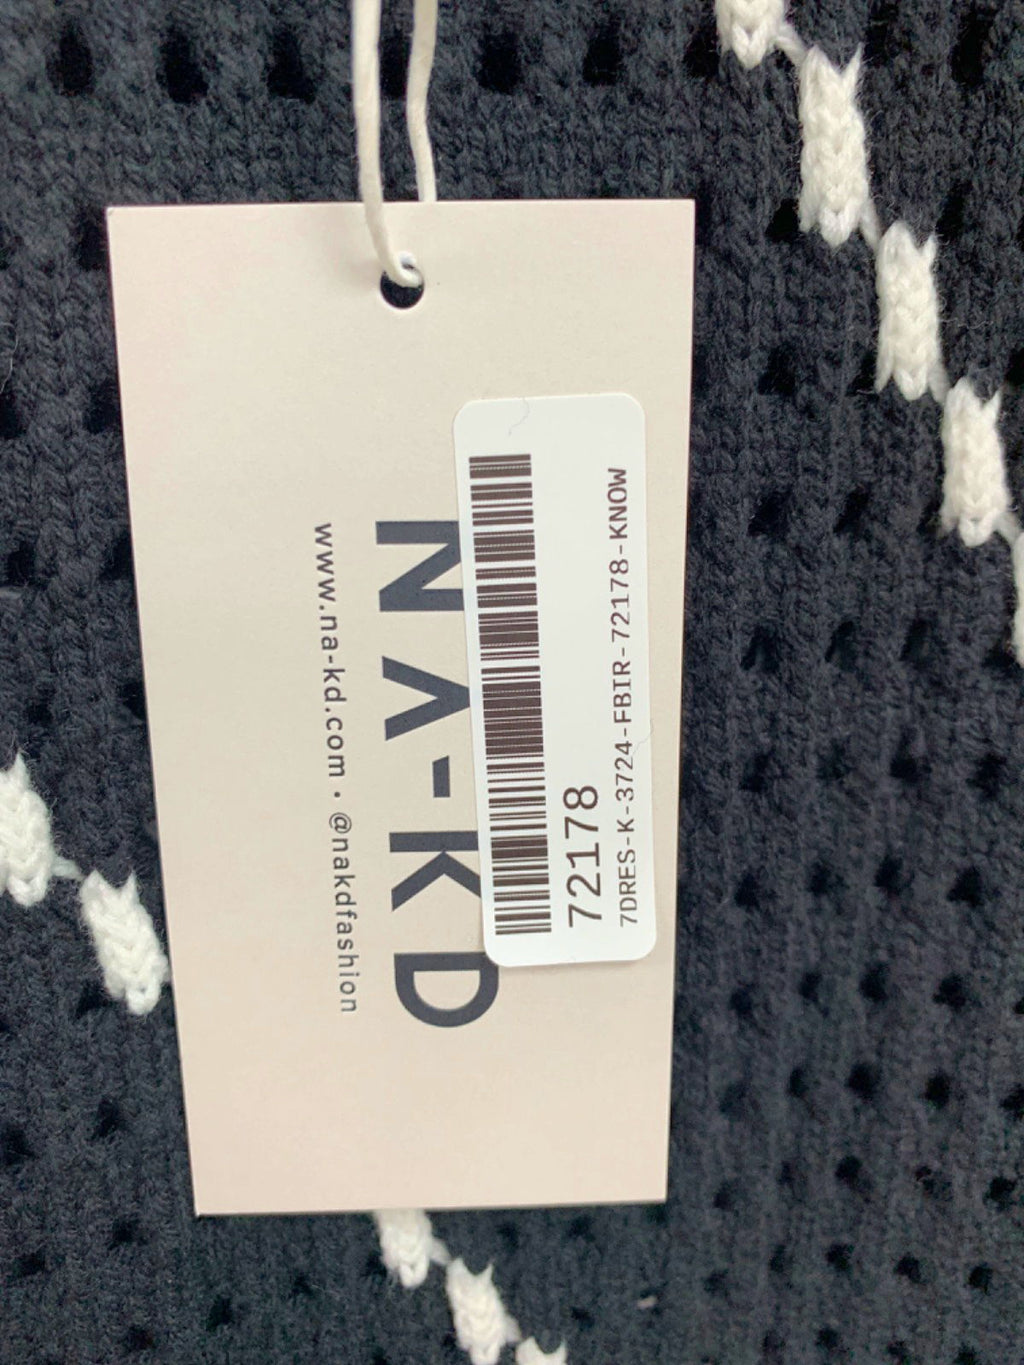 NA-KD
www.na-kd.com • @nakdfashion
72178
7DRES-K-3724-FBIR-72178-KNOW